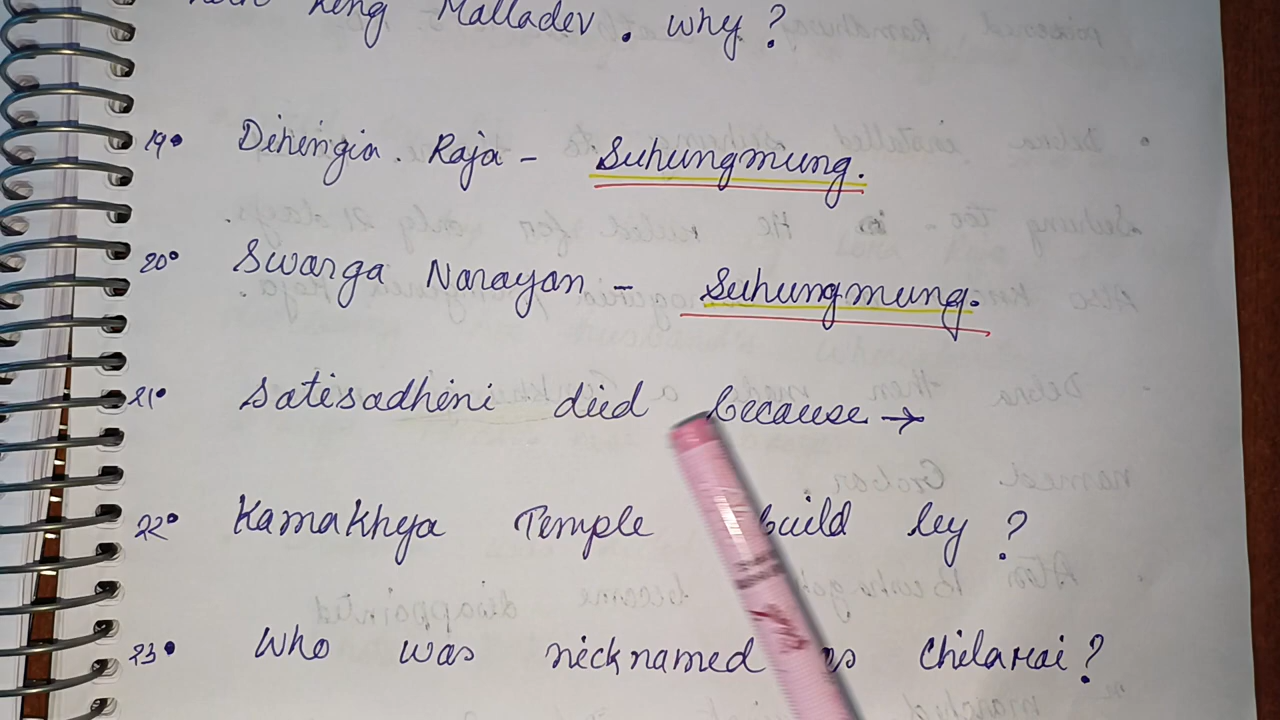 King Malladev. why?
19. Dihingia. Raja - Suhungmung.
20. Swarga Narayan - Suhungmung.
21. Satisadhini died because →
22. Kamakhya Temple build by ?
23. Who was nicknamed as Chilarai?